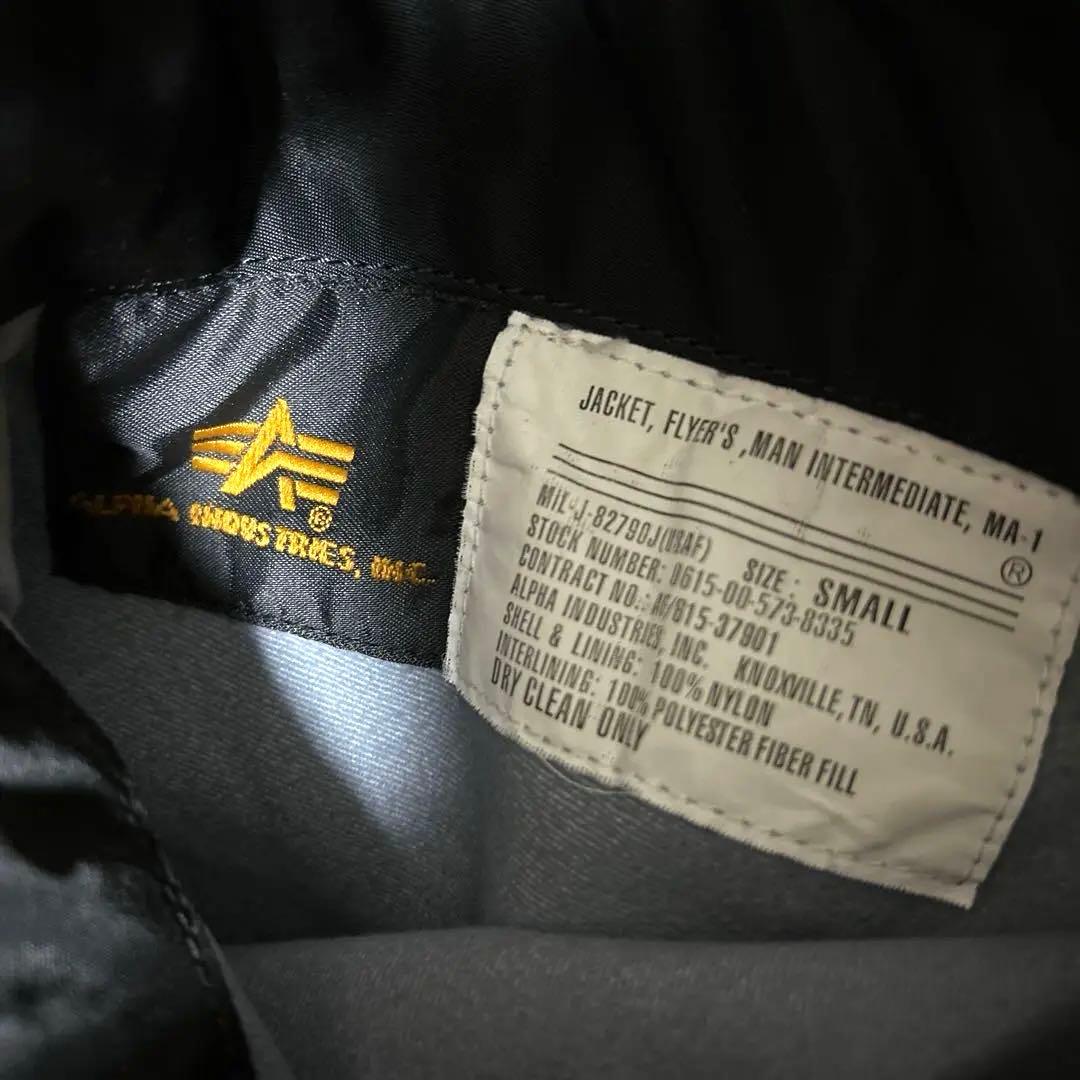 ALPHA INDUSTRIES, INC.
®
JACKET, FLYER'S ,MAN INTERMEDIATE, MA-1
®
MIL-J-82790J(USAF) SIZE: SMALL
STOCK NUMBER: 0615-00-573-8335
CONTRACT NO.: AF/815-37901
ALPHA INDUSTRIES, INC. KNOXVILLE, TN, U.S.A.
SHELL & LINING: 100% NYLON
INTERLINING: 100% POLYESTER FIBER FILL
DRY CLEAN ONLY